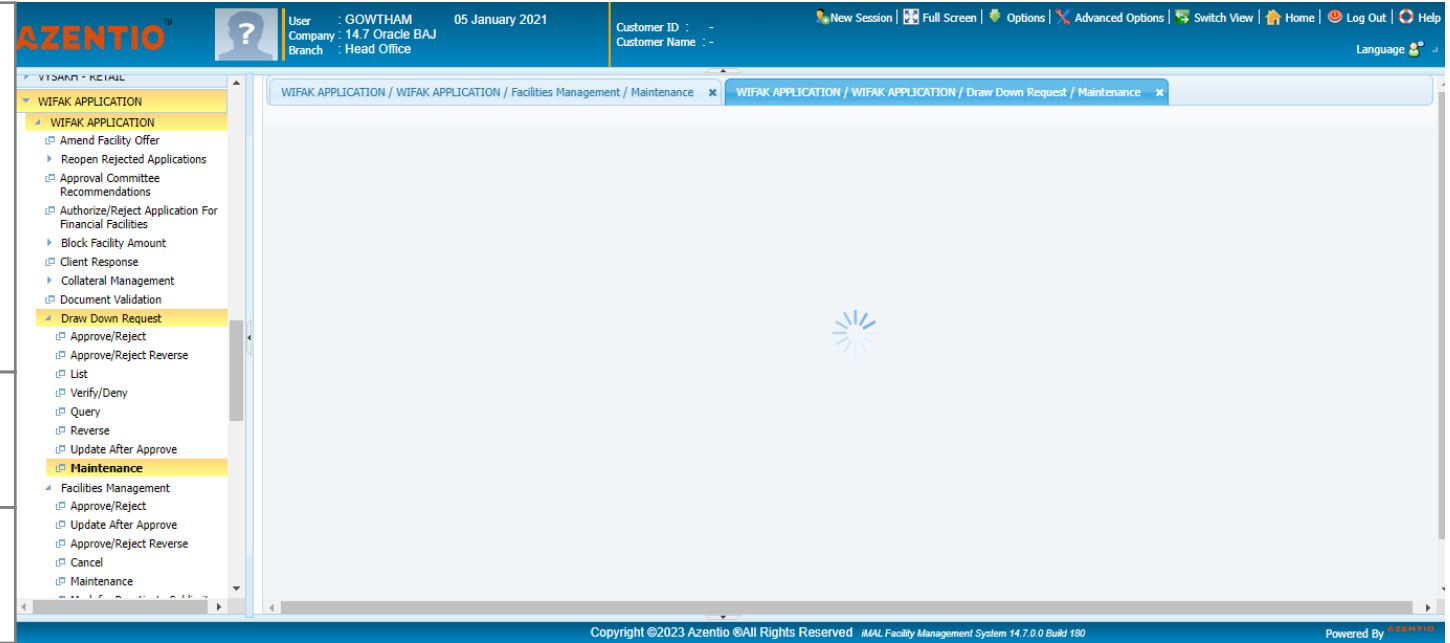 AZENTIO™
?
User : GOWTHAM 05 January 2021
Company : 14.7 Oracle BAJ
Branch : Head Office
Customer ID : -
Customer Name : -
New Session | Full Screen | Options | Advanced Options | Switch View | Home | Log Out | Help
Language
VYSAKH - RETAIL
WIFAK APPLICATION
WIFAK APPLICATION
Amend Facility Offer
Reopen Rejected Applications
Approval Committee
Recommendations
Authorize/Reject Application For
Financial Facilities
Block Facility Amount
Client Response
Collateral Management
Document Validation
Draw Down Request
Approve/Reject
Approve/Reject Reverse
List
Verify/Deny
Query
Reverse
Update After Approve
Maintenance
Facilities Management
Approve/Reject
Update After Approve
Approve/Reject Reverse
Cancel
Maintenance
WIFAK APPLICATION / WIFAK APPLICATION / Facilities Management / Maintenance ×
WIFAK APPLICATION / WIFAK APPLICATION / Draw Down Request / Maintenance ×
Copyright ©2023 Azentio ®All Rights Reserved iMAL Facility Management System 14.7.0.0 Build 180
Powered By AZENTIO